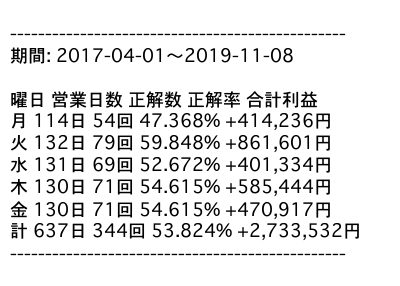 ------------------------------------------------
期間: 2017-04-01～2019-11-08
曜日 営業日数 正解数 正解率 合計利益
月 114日 54回 47.368% +414,236円
火 132日 79回 59.848% +861,601円
水 131日 69回 52.672% +401,334円
木 130日 71回 54.615% +585,444円
金 130日 71回 54.615% +470,917円
計 637日 344回 53.824% +2,733,532円
------------------------------------------------